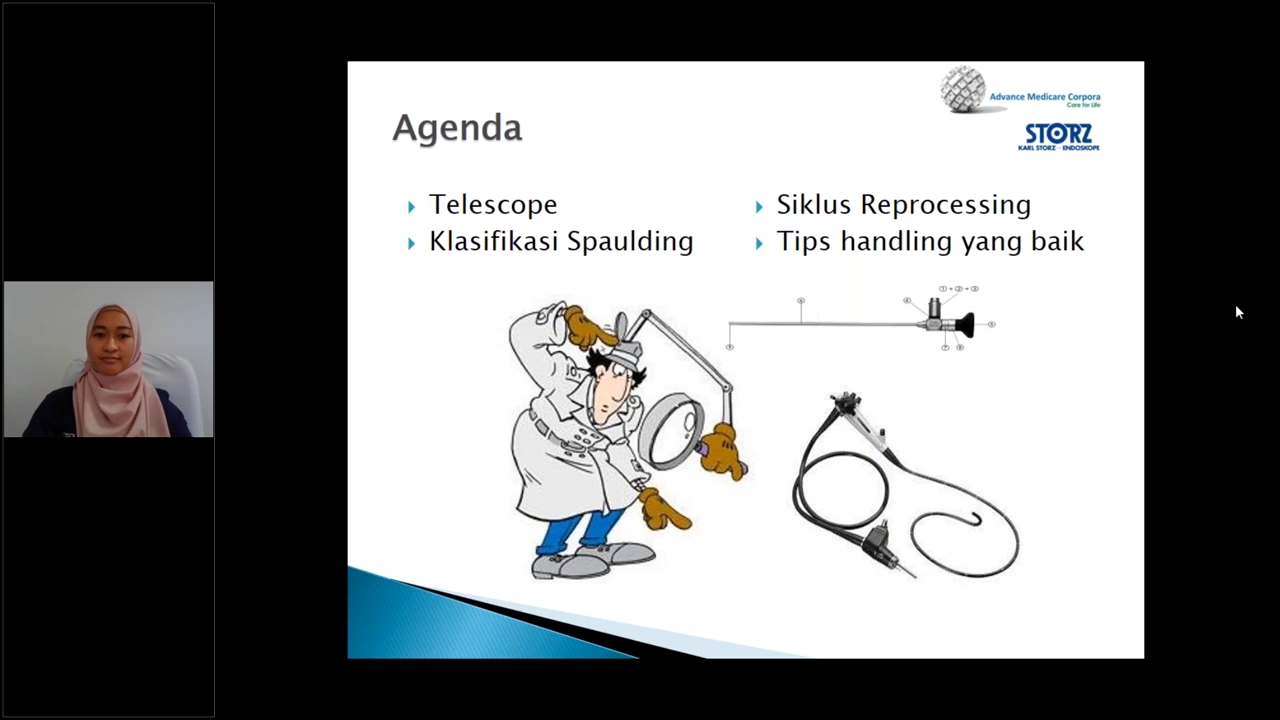 Advance Medicare Corpora
Care for Life
Agenda
STORZ
KARL STORZ — ENDOSKOPE
Telescope
Klasifikasi Spaulding
Siklus Reprocessing
Tips handling yang baik